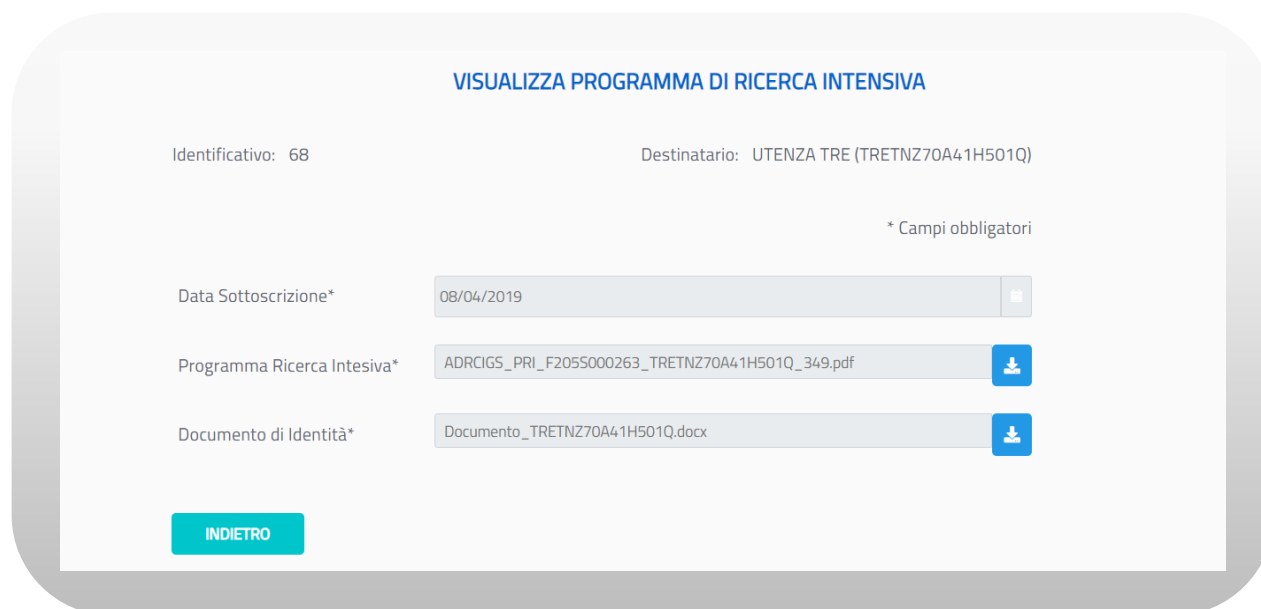 VISUALIZZA PROGRAMMA DI RICERCA INTENSIVA
Identificativo: 68 Destinatario: UTENZA TRE (TRETNZ70A41H501Q)
* Campi obbligatori
Data Sottoscrizione* 08/04/2019
Programma Ricerca Intesiva* ADRCIGS_PRI_F205S000263_TRETNZ70A41H501Q_349.pdf
Documento di Identità* Documento_TRETNZ70A41H501Q.docx
INDIETRO